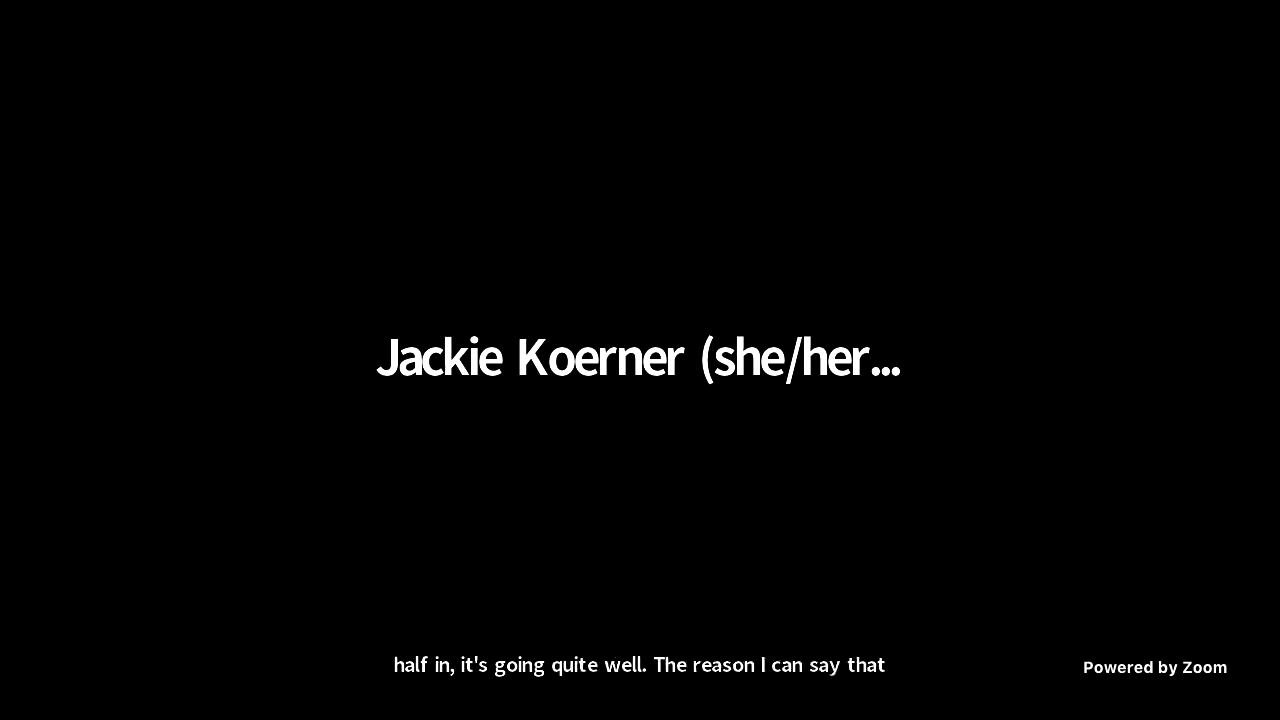 Jackie Koerner (she/her...
half in, it's going quite well. The reason I can say that
Powered by Zoom